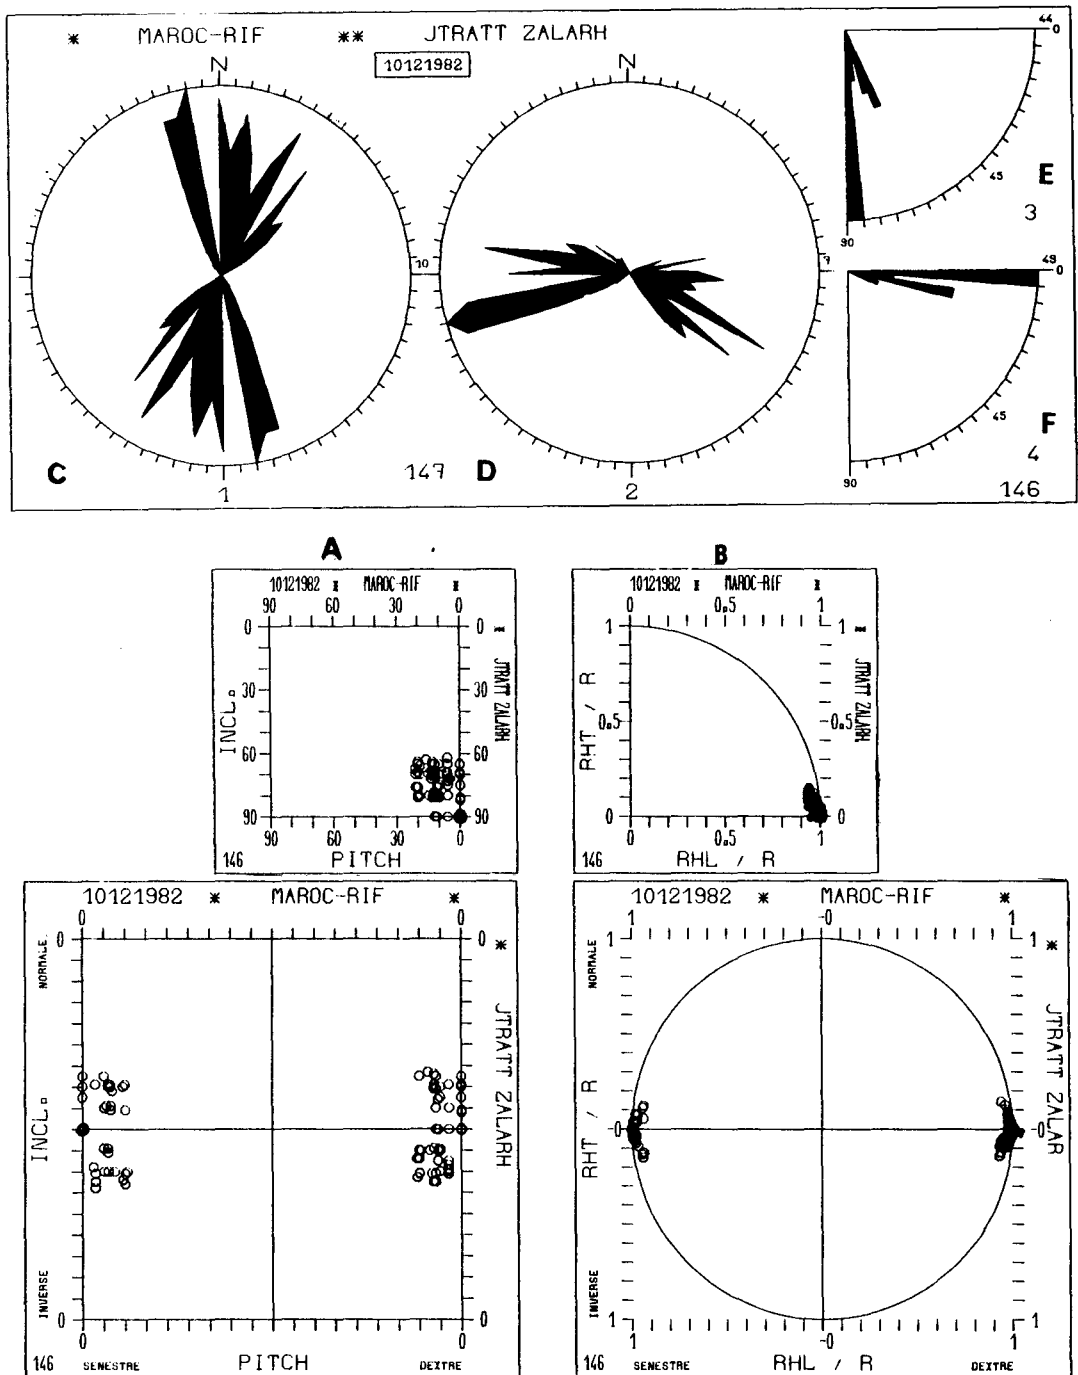 * MAROC-RIF ** JTRATT ZALARH
10121982
N
N
44
0
45
90
E
3
10
7
49
0
45
90
F
4
C
147
D
1
2
146
A
B
10121982 * MAROC-RIF *
90 60 30 0
0 0
30 30
60 60
90 90
INCL.
* JTRATT ZALARH
90 60 30 0
146 PITCH
10121982 * MAROC-RIF *
0 0.5 1
1 1
0.5 0.5
0 0
RHT / R
* JTRATT ZALARH
0 0.5 1
146 RHL / R
10121982 * MAROC-RIF *
0 0
0 0
NORMALE
INCL.
INVERSE
* JTRATT ZALARH
0 0
0 0
146 SENESTRE PITCH DEXTRE
10121982 * MAROC-RIF *
1 -0 1
1 1
NORMALE
RHT / R
-0
INVERSE
* JTRATT ZALAR
1 1
1 -0 1
146 SENESTRE RHL / R DEXTRE